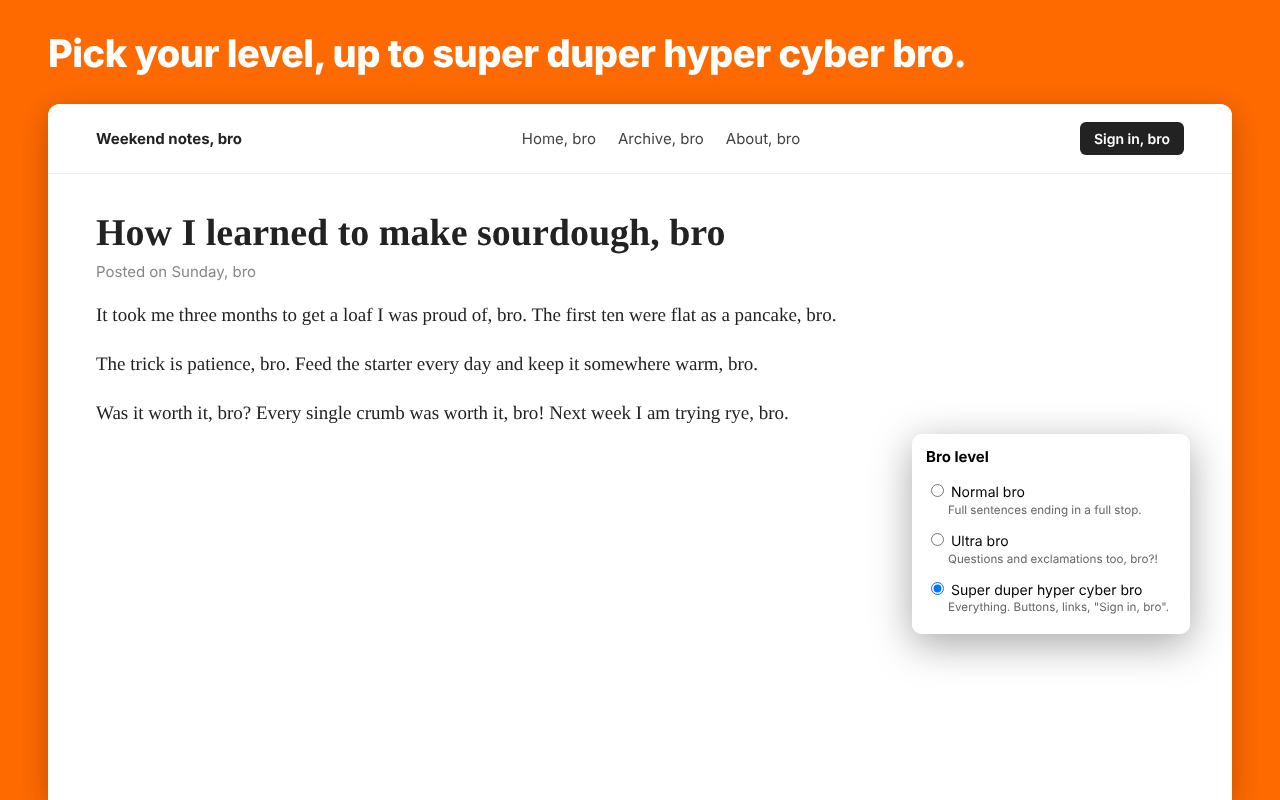 Pick your level, up to super duper hyper cyber bro.
Weekend notes, bro
Home, bro
Archive, bro
About, bro
Sign in, bro
How I learned to make sourdough, bro
Posted on Sunday, bro
It took me three months to get a loaf I was proud of, bro. The first ten were flat as a pancake, bro.
The trick is patience, bro. Feed the starter every day and keep it somewhere warm, bro.
Was it worth it, bro? Every single crumb was worth it, bro! Next week I am trying rye, bro.
Bro level
Normal bro
Full sentences ending in a full stop.
Ultra bro
Questions and exclamations too, bro?!
Super duper hyper cyber bro
Everything. Buttons, links, "Sign in, bro".